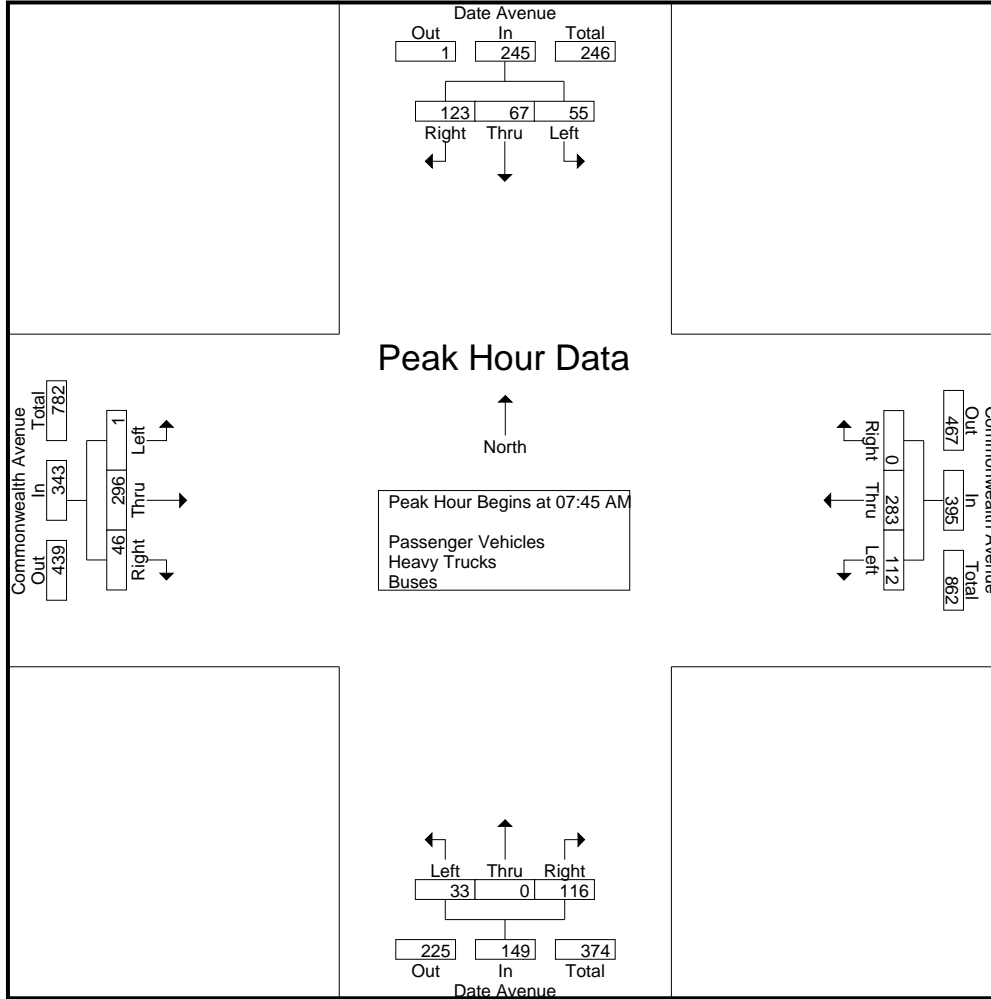 Date Avenue
Out In Total
1 245 246
123 67 55
Right Thru Left
Peak Hour Data
North
Peak Hour Begins at 07:45 AM
Passenger Vehicles
Heavy Trucks
Buses
Commonwealth Avenue
Total In Out
782 343 439
1 296 46
Left Thru Right
Commonwealth Avenue
Out In Total
467 395 862
0 283 112
Right Thru Left
Left Thru Right
33 0 116
225 149 374
Out In Total
Date Avenue